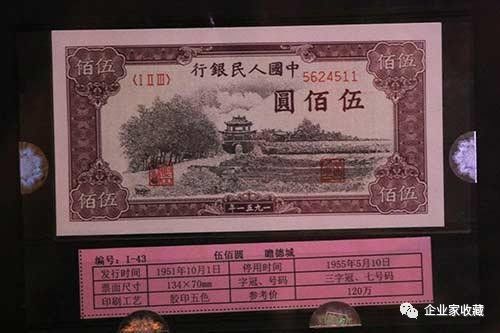 行銀民人國中
〈I II III〉
5624511
圓佰伍
佰伍
佰伍
佰伍
佰伍
年一五九一
编号：I-43 伍佰圆 瞻德城
发行时间 1951年10月1日 停用时间 1955年5月10日
票面尺寸 134×70mm 字冠、号码 三字冠、七号码
印刷工艺 胶印五色 参考价 120万
企业家收藏